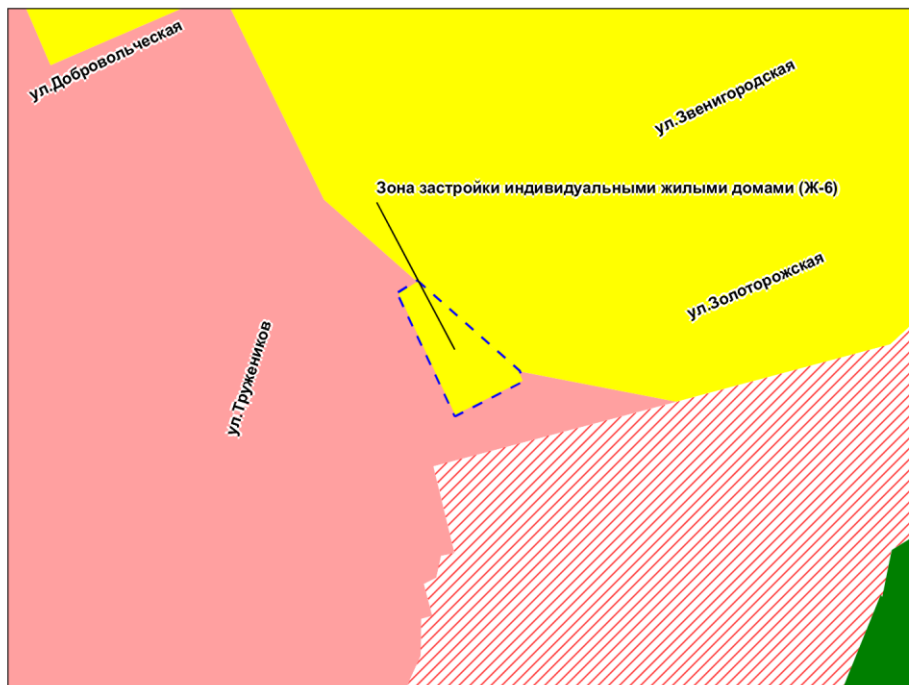 ул.Добровольческая
ул.Звенигородская
Зона застройки индивидуальными жилыми домами (Ж-6)
ул.Золоторожская
ул.Тружеников